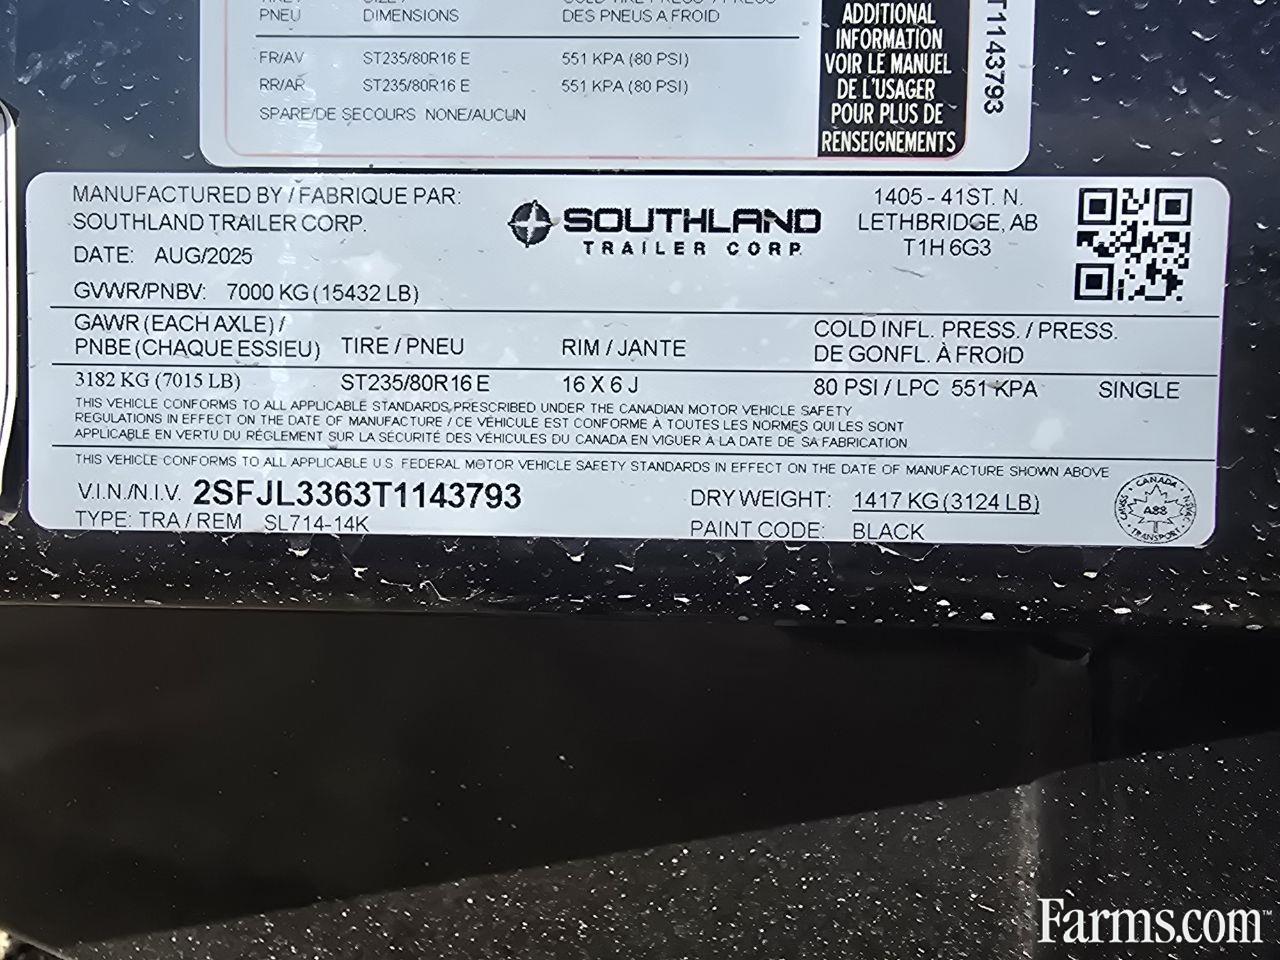 PNEU DIMENSIONS DES PNEUS A FROID
FR/AV ST235/80R16 E 551 KPA (80 PSI)
RR/AR ST235/80R16 E 551 KPA (80 PSI)
SPARE/DE SECOURS NONE/AUCUN
ADDITIONAL
INFORMATION
VOIR LE MANUEL
DE L'USAGER
POUR PLUS DE
RENSEIGNEMENTS
T1143793
MANUFACTURED BY / FABRIQUE PAR:
SOUTHLAND TRAILER CORP.
DATE: AUG/2025
GVWR/PNBV: 7000 KG (15432 LB)
SOUTHLAND
TRAILER CORP.
1405 - 41ST. N.
LETHBRIDGE, AB
T1H 6G3
GAWR (EACH AXLE) /
PNBE (CHAQUE ESSIEU) TIRE / PNEU RIM / JANTE COLD INFL. PRESS. / PRESS.
DE GONFL. À FROID
3182 KG (7015 LB) ST235/80R16 E 16 X 6 J 80 PSI / LPC 551 KPA SINGLE
THIS VEHICLE CONFORMS TO ALL APPLICABLE STANDARDS PRESCRIBED UNDER THE CANADIAN MOTOR VEHICLE SAFETY
REGULATIONS IN EFFECT ON THE DATE OF MANUFACTURE / CE VÉHICULE EST CONFORME À TOUTES LES NORMES QUI LES SONT
APPLICABLE EN VERTU DU RÉGLEMENT SUR LA SÉCURITÉ DES VÉHICULES DU CANADA EN VIGUER À LA DATE DE SA FABRICATION
THIS VEHICLE CONFORMS TO ALL APPLICABLE U.S. FEDERAL MOTOR VEHICLE SAFETY STANDARDS IN EFFECT ON THE DATE OF MANUFACTURE SHOWN ABOVE
V.I.N./N.I.V. 2SFJL3363T1143793 DRY WEIGHT: 1417 KG (3124 LB)
TYPE: TRA / REM SL714-14K PAINT CODE: BLACK
CANADA
A88
TRANSPORT
Farms.com™